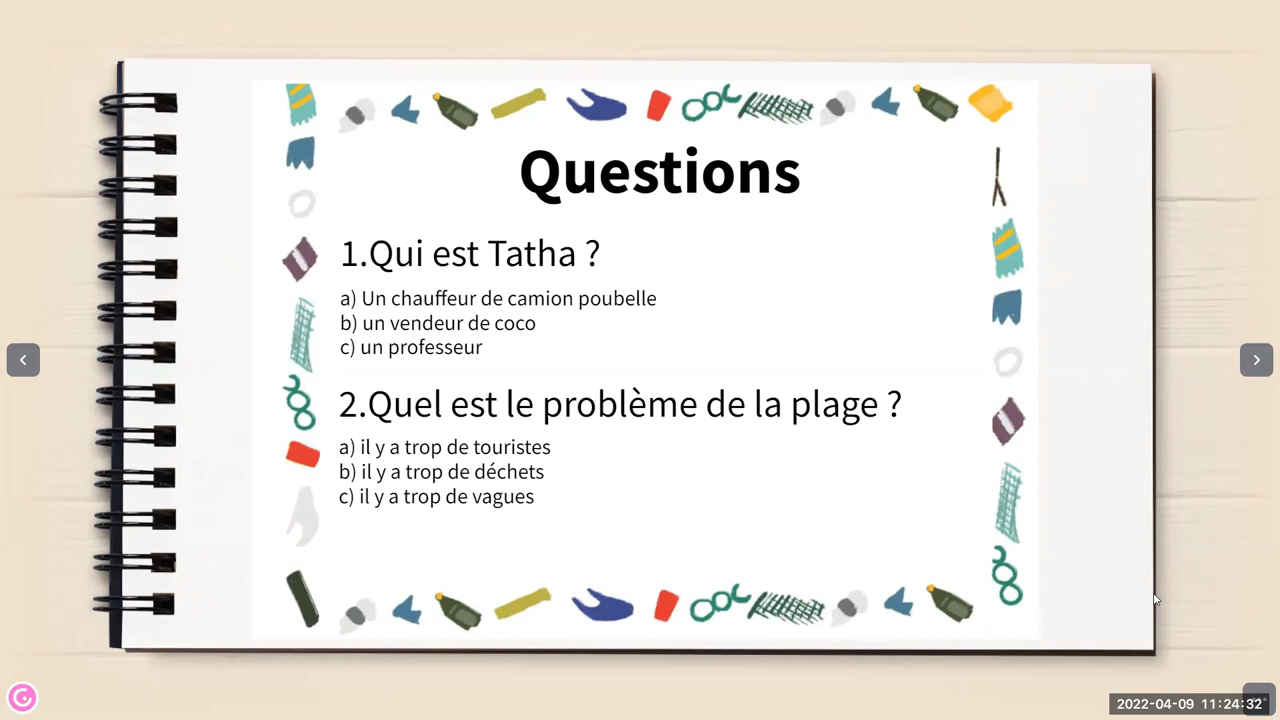 Questions
1.Qui est Tatha ?
a) Un chauffeur de camion poubelle
b) un vendeur de coco
c) un professeur
2.Quel est le problème de la plage ?
a) il y a trop de touristes
b) il y a trop de déchets
c) il y a trop de vagues
2022-04-09 11:24:32